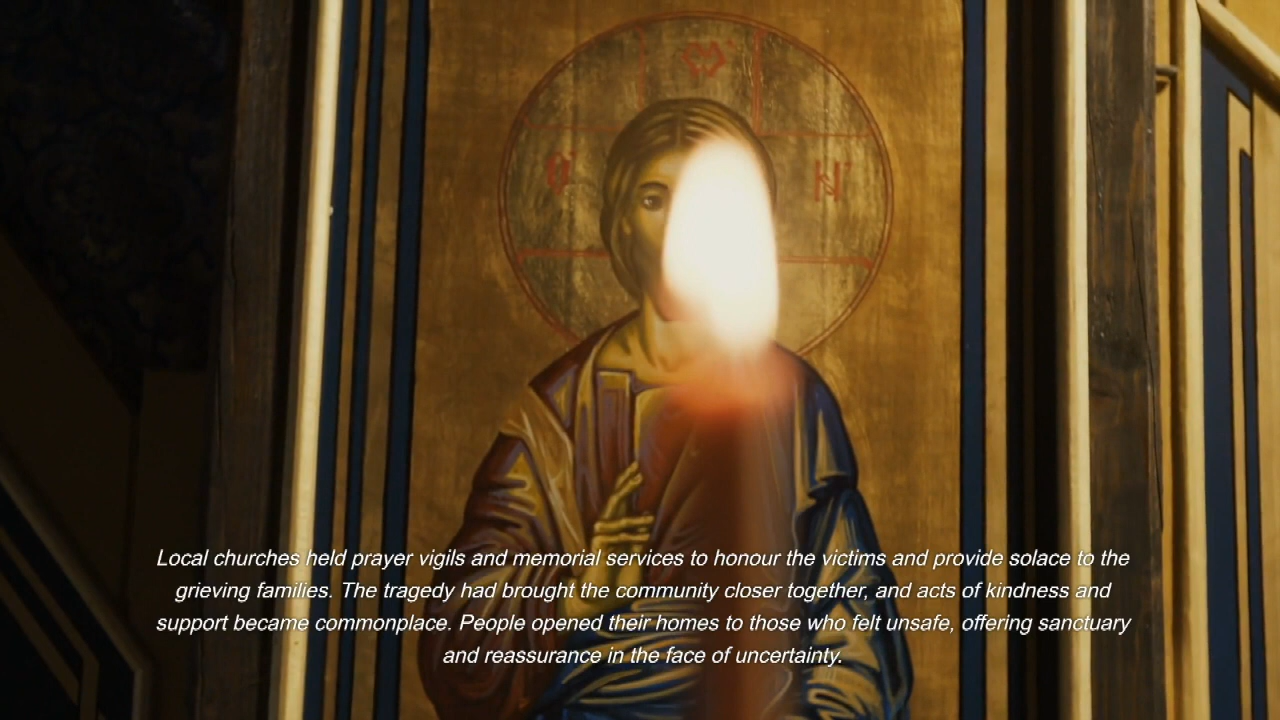 Local churches held prayer vigils and memorial services to honour the victims and provide solace to the
grieving families. The tragedy had brought the community closer together, and acts of kindness and
support became commonplace. People opened their homes to those who felt unsafe, offering sanctuary
and reassurance in the face of uncertainty.